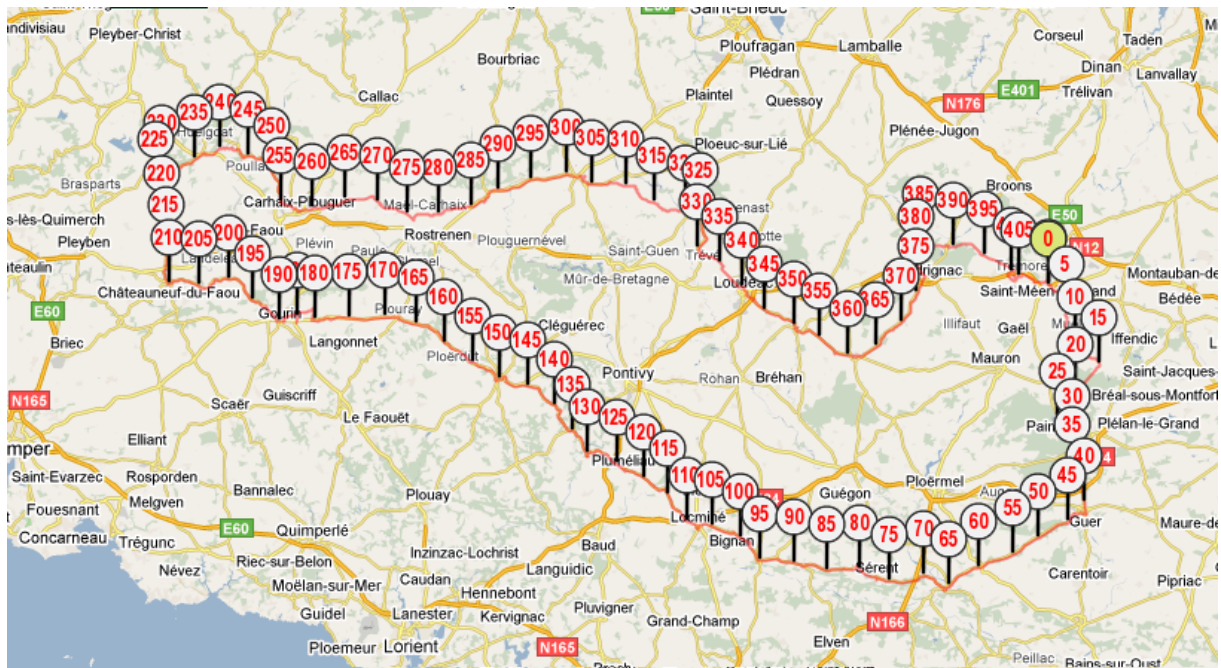 Saint-Brieuc
Corseul
Taden
Pleyber-Christ
Ploufragan
Lamballe
Dinan
Lanvallay
Bourbriac
Plédran
E401
Trélivan
Callac
Plaintel
Quessoy
N176
240
235
245
250
225
300
295
305
310
315
325
Plénée-Jugon
Ploeuc-sur-Lié
290
255
260
265
270
275
280
285
220
Brasparts
Carhaix-Plouguer
Mael-Carhaix
330
335
385
390
395
Broons
E50
215
380
405
0
N12
s-lès-Quimerch
Pleyben
210
205
200
195
Plévin
Rostrenen
Plouguernével
Saint-Guen
340
375
5
Châteauneuf-du-Faou
190
180
175
170
165
Mûr-de-Bretagne
345
350
355
360
365
370
Saint-Méen
10
Montauban-de
Bédée
E60
Gourin
Langonnet
160
155
150
145
Ploërdut
Cléguérec
Illifaut
Gaël
15
20
Iffendic
Briec
140
135
Pontivy
Rohan
Bréhan
Mauron
25
Saint-Jacques-
N165
Scaër
Guiscriff
Le Faouët
130
125
120
115
30
Bréal-sous-Montfor
35
Plélan-le-Grand
Elliant
mper
Saint-Evarzec
Rosporden
Bannalec
Plouay
110
105
100
95
Guégon
Ploërmel
40
45
50
55
60
Melgven
Fouesnant
Concarneau
Trégunc
E60
Quimperlé
Locminé
90
85
80
75
70
65
Guer
Maure-de
Névez
Riec-sur-Belon
Inzinzac-Lochrist
Baud
Bignan
Sérent
Moëlan-sur-Mer
Caudan
Languidic
Carentoir
Pipriac
Hennebont
Guidel
Lanester
Kervignac
Pluvigner
Grand-Champ
N166
Ploemeur
Lorient
N165
Elven
Peillac
Bains-sur-Oust